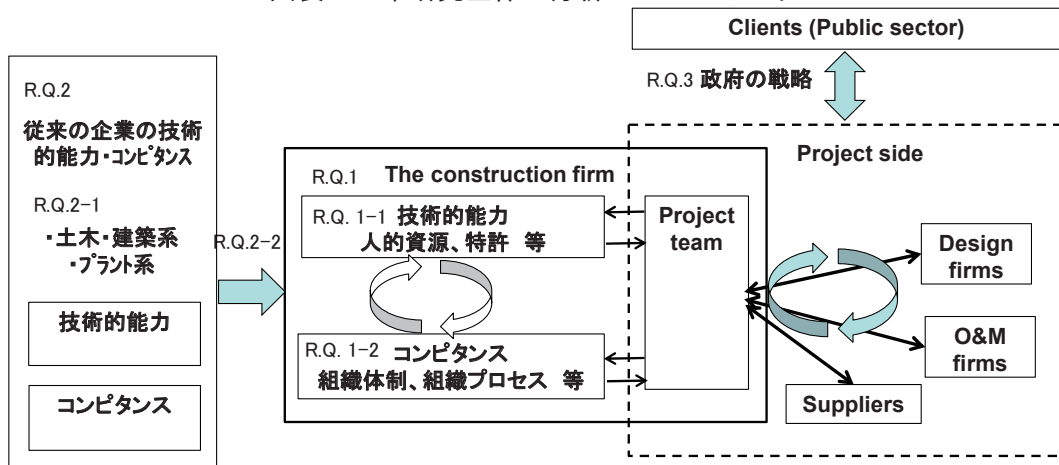 Clients (Public sector)
R.Q.3 政府の戦略
R.Q.2
従来の企業の技術
的能力・コンピタンス
R.Q.2-1
・土木・建築系
・プラント系
技術的能力
コンピタンス
R.Q.2-2
R.Q.1 The construction firm
R.Q. 1-1 技術的能力
人的資源、特許 等
R.Q. 1-2 コンピタンス
組織体制、組織プロセス 等
Project
team
Project side
Design
firms
O&M
firms
Suppliers